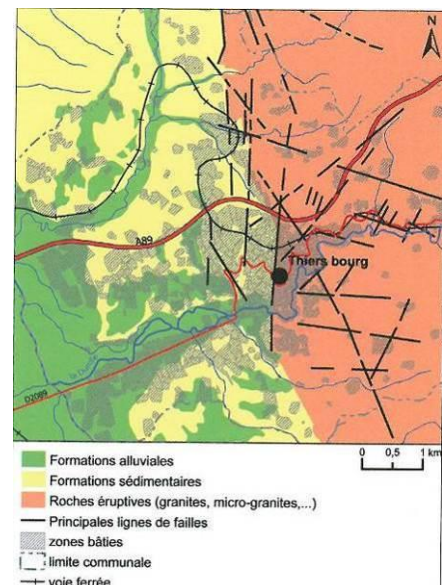 N
A89
Thiers bourg
D2089
0 0,5 1 km
Formations alluviales
Formations sédimentaires
Roches éruptives (granites, micro-granites,...)
Principales lignes de failles
zones bâties
limite communale
voie ferrée